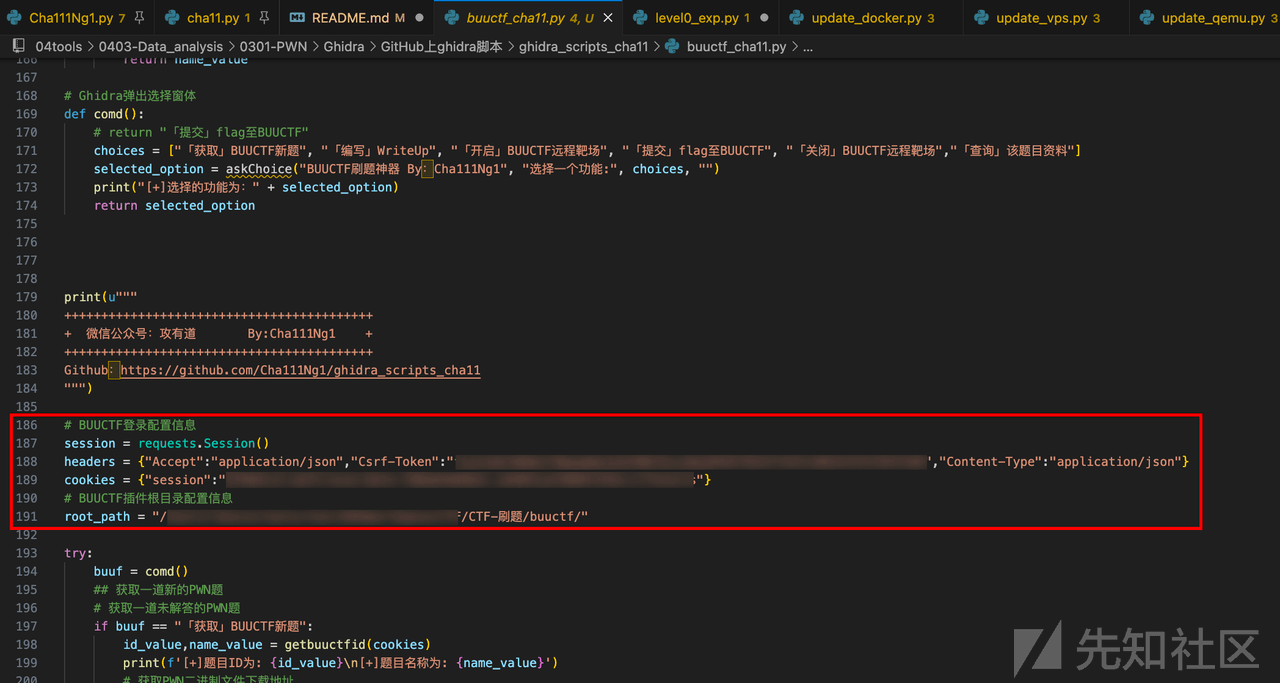 Cha111Ng1.py 7 cha11.py 1 README.md M buuctf_cha11.py 4, U level0_exp.py 1 update_docker.py 3 update_vps.py 3 update_qemu.py 3
04tools > 0403-Data_analysis > 0301-PWN > Ghidra > GitHub上ghidra脚本 > ghidra_scripts_cha11 > buuctf_cha11.py > ...
166 return name_value
167
168 # Ghidra弹出选择窗体
169 def comd():
170 # return "「提交」flag至BUUCTF"
171 choices = ["「获取」BUUCTF新题", "「编写」WriteUp", "「开启」BUUCTF远程靶场", "「提交」flag至BUUCTF", "「关闭」BUUCTF远程靶场","「查询」该题目资料"]
172 selected_option = askChoice("BUUCTF刷题神器 By：Cha111Ng1", "选择一个功能:", choices, "")
173 print("[+]选择的功能为: " + selected_option)
174 return selected_option
175
176
177
178
179 print(u"""
180 ++++++++++++++++++++++++++++++++++++++++++
181 + 微信公众号: 攻有道 By:Cha111Ng1 +
182 ++++++++++++++++++++++++++++++++++++++++++
183 Github：https://github.com/Cha111Ng1/ghidra_scripts_cha11
184 """)
185
186 # BUUCTF登录配置信息
187 session = requests.Session()
188 headers = {"Accept":"application/json","Csrf-Token":" ","Content-Type":"application/json"}
189 cookies = {"session":" "}
190 # BUUCTF插件根目录配置信息
191 root_path = "/ /CTF-刷题/buuctf/"
192
193 try:
194 buuf = comd()
195 ## 获取一道新的PWN题
196 # 获取一道未解答的PWN题
197 if buuf == "「获取」BUUCTF新题":
198 id_value,name_value = getbuuctfid(cookies)
199 print(f'[+]题目ID为: {id_value}\n[+]题目名称为: {name_value}')
200 # 获取PWN二进制文件下载地址
先知社区